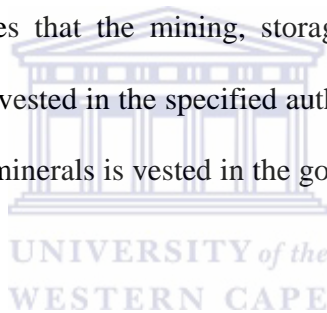 es that the mining, storag
vested in the specified auth
minerals is vested in the go
UNIVERSITY of the
WESTERN CAPE